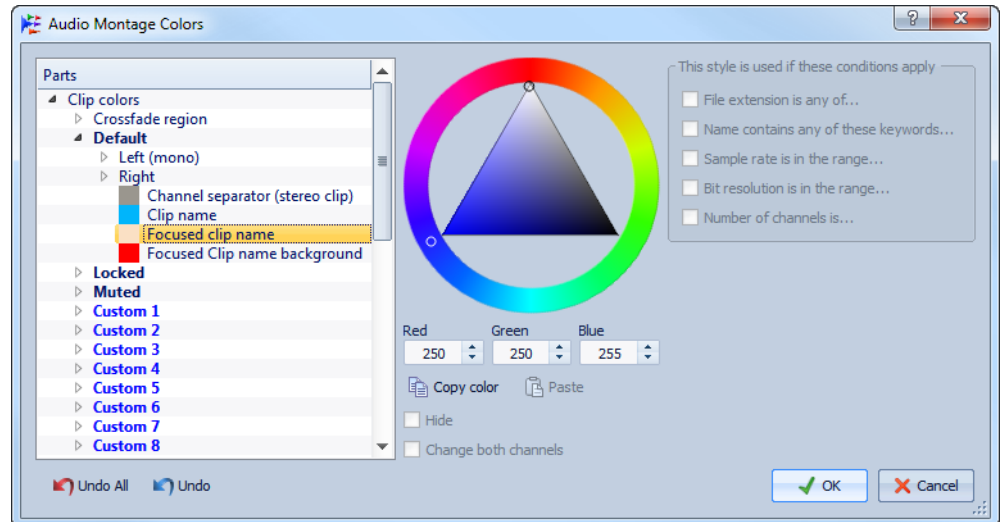 Audio Montage Colors
Parts
Clip colors
Crossfade region
Default
Left (mono)
Right
Channel separator (stereo clip)
Clip name
Focused clip name
Focused Clip name background
Locked
Muted
Custom 1
Custom 2
Custom 3
Custom 4
Custom 5
Custom 6
Custom 7
Custom 8
Red Green Blue
250 250 255
Copy color Paste
Hide
Change both channels
This style is used if these conditions apply
File extension is any of...
Name contains any of these keywords...
Sample rate is in the range...
Bit resolution is in the range...
Number of channels is...
Undo All Undo
OK Cancel